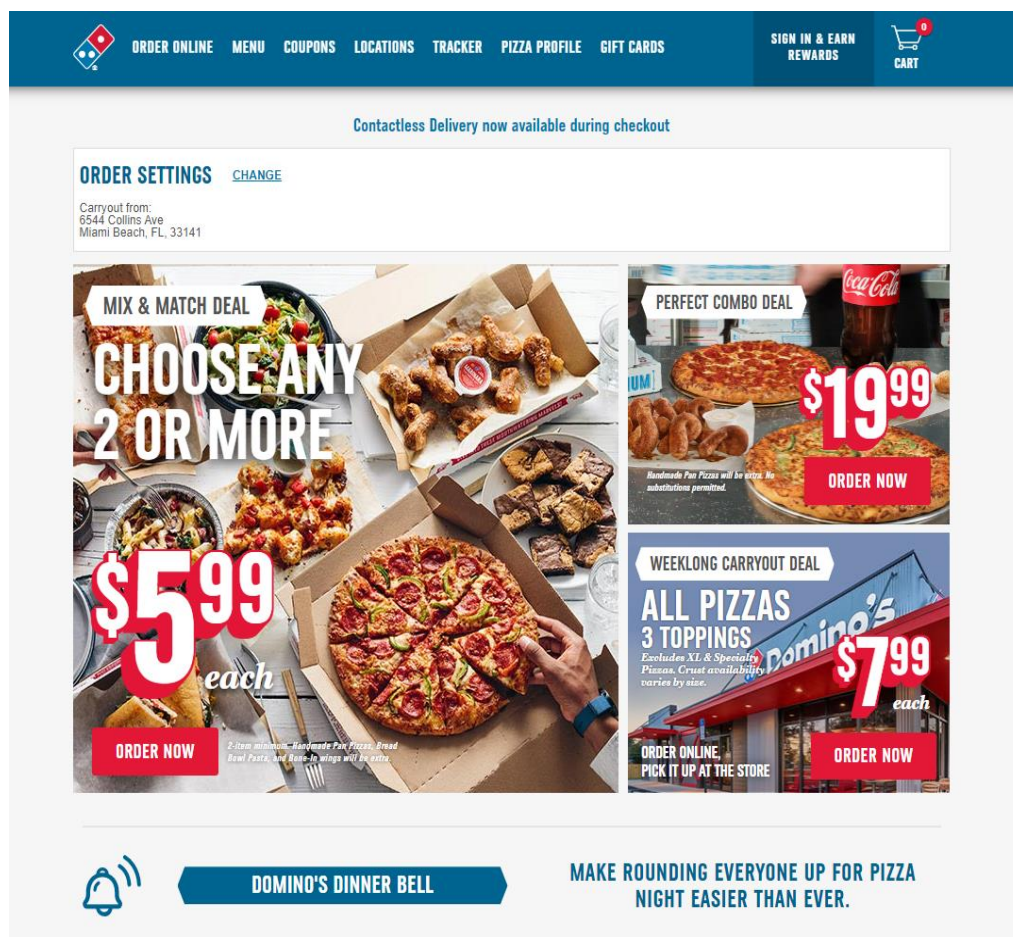 ORDER ONLINE MENU COUPONS LOCATIONS TRACKER PIZZA PROFILE GIFT CARDS
SIGN IN & EARN
REWARDS
0
CART
Contactless Delivery now available during checkout
ORDER SETTINGS CHANGE
Carryout from:
6544 Collins Ave
Miami Beach, FL, 33141
MIX & MATCH DEAL
CHOOSE ANY
2 OR MORE
$5.99
each
ORDER NOW
2-item minimum. Handmade Pan Pizzas, Bread
Bowl Pasta, and Bone-In wings will be extra.
PERFECT COMBO DEAL
Coca-Cola
UM
$19 99
Handmade Pan Pizzas will be extra. No
substitutions permitted.
ORDER NOW
WEEKLONG CARRYOUT DEAL
ALL PIZZAS
3 TOPPINGS
Excludes XL & Specialty
Pizzas. Crust availability
varies by size.
Domino's
$7 99
each
ORDER ONLINE,
PICK IT UP AT THE STORE
ORDER NOW
DOMINO'S DINNER BELL
MAKE ROUNDING EVERYONE UP FOR PIZZA
NIGHT EASIER THAN EVER.